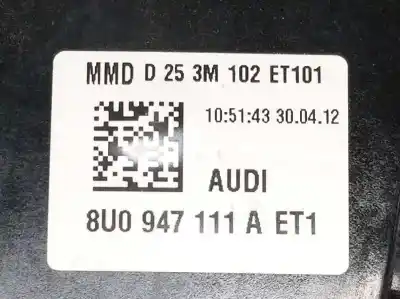 MMD D 25 3M 102 ET101
10:51:43 30.04.12
AUDI
8U0 947 111 A ET1